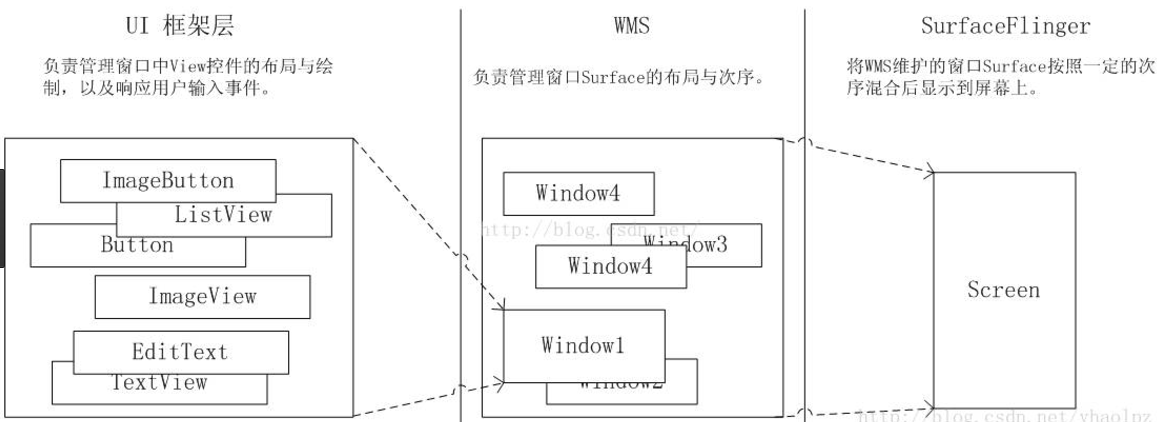 UI 框架层
负责管理窗口中View控件的布局与绘
制，以及响应用户输入事件。
ImageButton
ListView
Button
ImageView
EditText
TextView
WMS
负责管理窗口Surface的布局与次序。
Window4
http://blog.csdn.net/
Window3
Window4
Window1
Window2
SurfaceFlinger
将WMS维护的窗口Surface按照一定的次
序混合后显示到屏幕上。
Screen
http://blog.csdn.net/yhaolpz